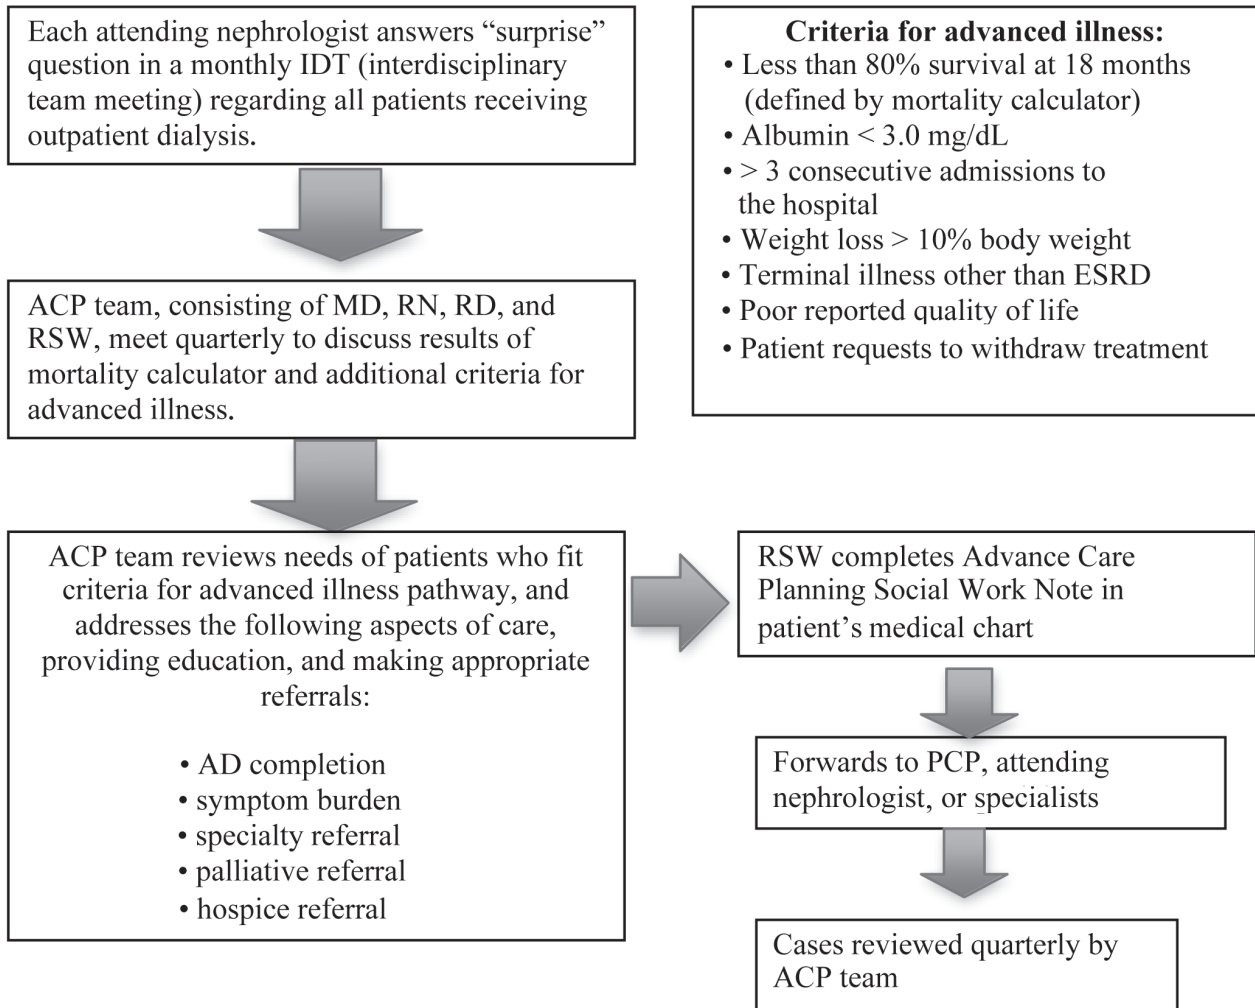 Each attending nephrologist answers “surprise”
question in a monthly IDT (interdisciplinary
team meeting) regarding all patients receiving
outpatient dialysis.
Criteria for advanced illness:
• Less than 80% survival at 18 months
(defined by mortality calculator)
• Albumin < 3.0 mg/dL
• > 3 consecutive admissions to
the hospital
• Weight loss > 10% body weight
• Terminal illness other than ESRD
• Poor reported quality of life
• Patient requests to withdraw treatment
ACP team, consisting of MD, RN, RD, and
RSW, meet quarterly to discuss results of
mortality calculator and additional criteria for
advanced illness.
ACP team reviews needs of patients who fit
criteria for advanced illness pathway, and
addresses the following aspects of care,
providing education, and making appropriate
referrals:
• AD completion
• symptom burden
• specialty referral
• palliative referral
• hospice referral
RSW completes Advance Care
Planning Social Work Note in
patient’s medical chart
Forwards to PCP, attending
nephrologist, or specialists
Cases reviewed quarterly by
ACP team